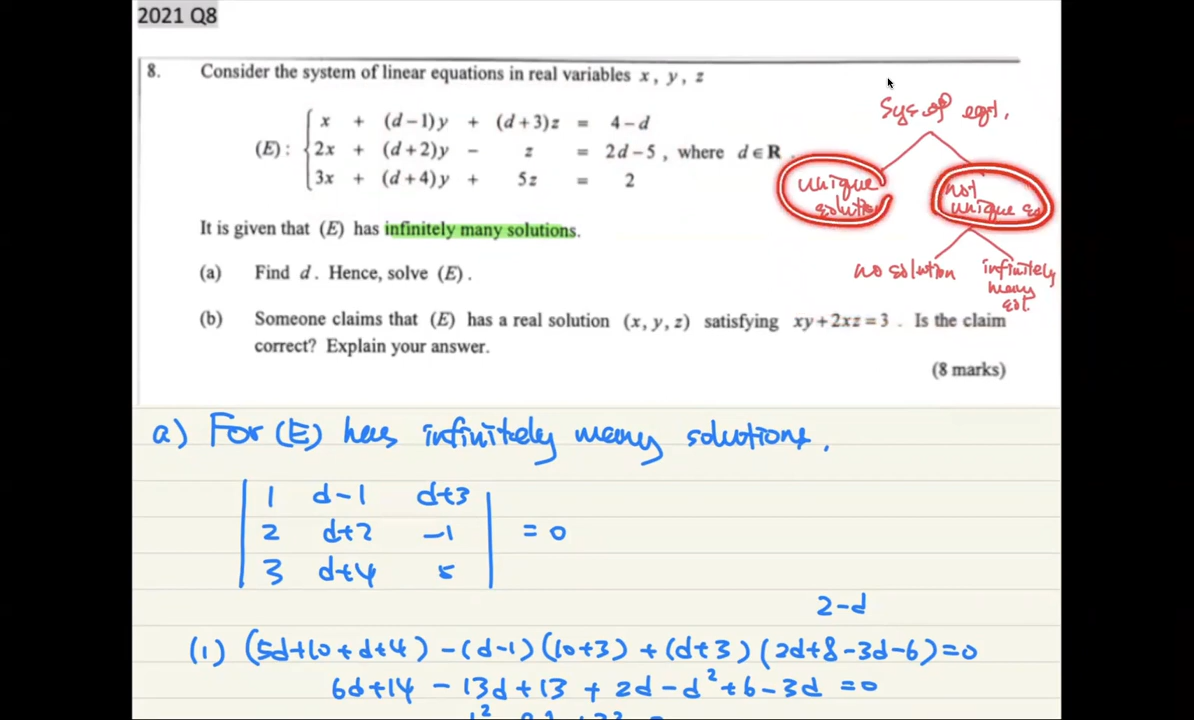 2021 Q8
8. Consider the system of linear equations in real variables x, y, z
(E): { x + (d−1)y + (d+3)z = 4−d
2x + (d+2)y − z = 2d−5 , where d∈R
3x + (d+4)y + 5z = 2
It is given that (E) has infinitely many solutions.
(a) Find d. Hence, solve (E).
(b) Someone claims that (E) has a real solution (x, y, z) satisfying xy+2xz=3 . Is the claim
correct? Explain your answer.
(8 marks)
Sys of eqt.
unique
solution
not
unique
no solution
infinitely
many
sol.
a) For (E) has infinitely many solutions.
| 1 d−1 d+3 |
| 2 d+2 −1 | = 0
| 3 d+4 5 |
2−d
(1) (5d+10+d+4) −(d−1)(10+3) + (d+3)(2d+8−3d−6)=0
6d+14 − 13d+13 + 2d−d²+6−3d =0